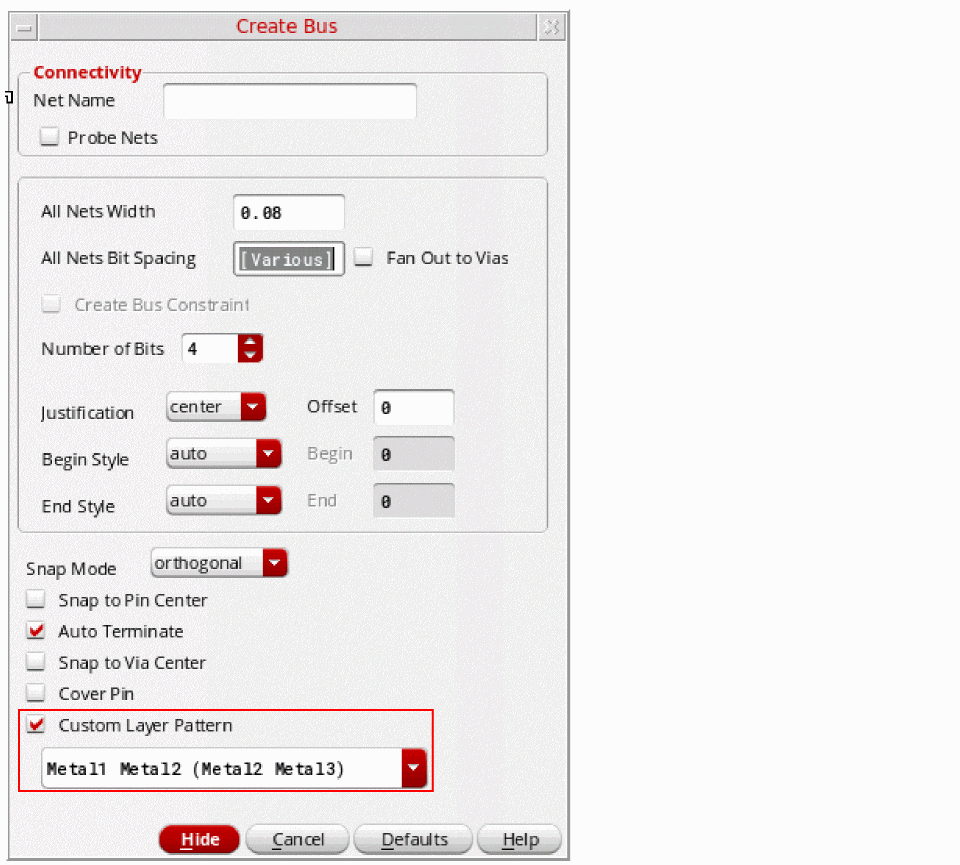 Create Bus
Connectivity
Net Name
Probe Nets
All Nets Width 0.08
All Nets Bit Spacing [Various] Fan Out to Vias
Create Bus Constraint
Number of Bits 4
Justification center Offset 0
Begin Style auto Begin 0
End Style auto End 0
Snap Mode orthogonal
Snap to Pin Center
Auto Terminate
Snap to Via Center
Cover Pin
Custom Layer Pattern
Metal1 Metal2 (Metal2 Metal3)
Hide Cancel Defaults Help